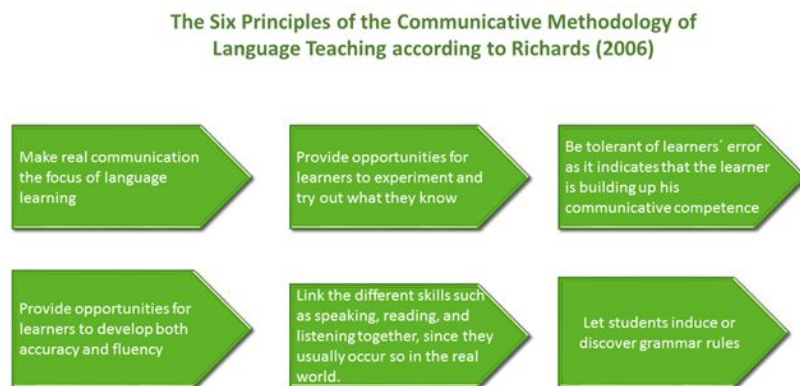 The Six Principles of the Communicative Methodology of
Language Teaching according to Richards (2006)
Make real communication
the focus of language
learning
Provide opportunities for
learners to experiment and
try out what they know
Be tolerant of learners´ error
as it indicates that the learner
is building up his
communicative competence
Provide opportunities for
learners to develop both
accuracy and fluency
Link the different skills such
as speaking, reading, and
listening together, since they
usually occur so in the real
world.
Let students induce or
discover grammar rules